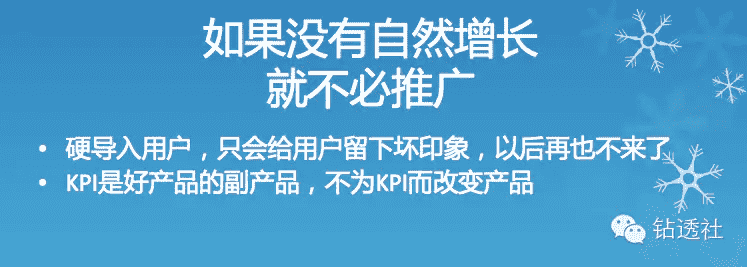 如果没有自然增长
就不必推广
• 硬导入用户，只会给用户留下坏印象，以后再也不来了
• KPI是好产品的副产品，不为KPI而改变产品
钻透社